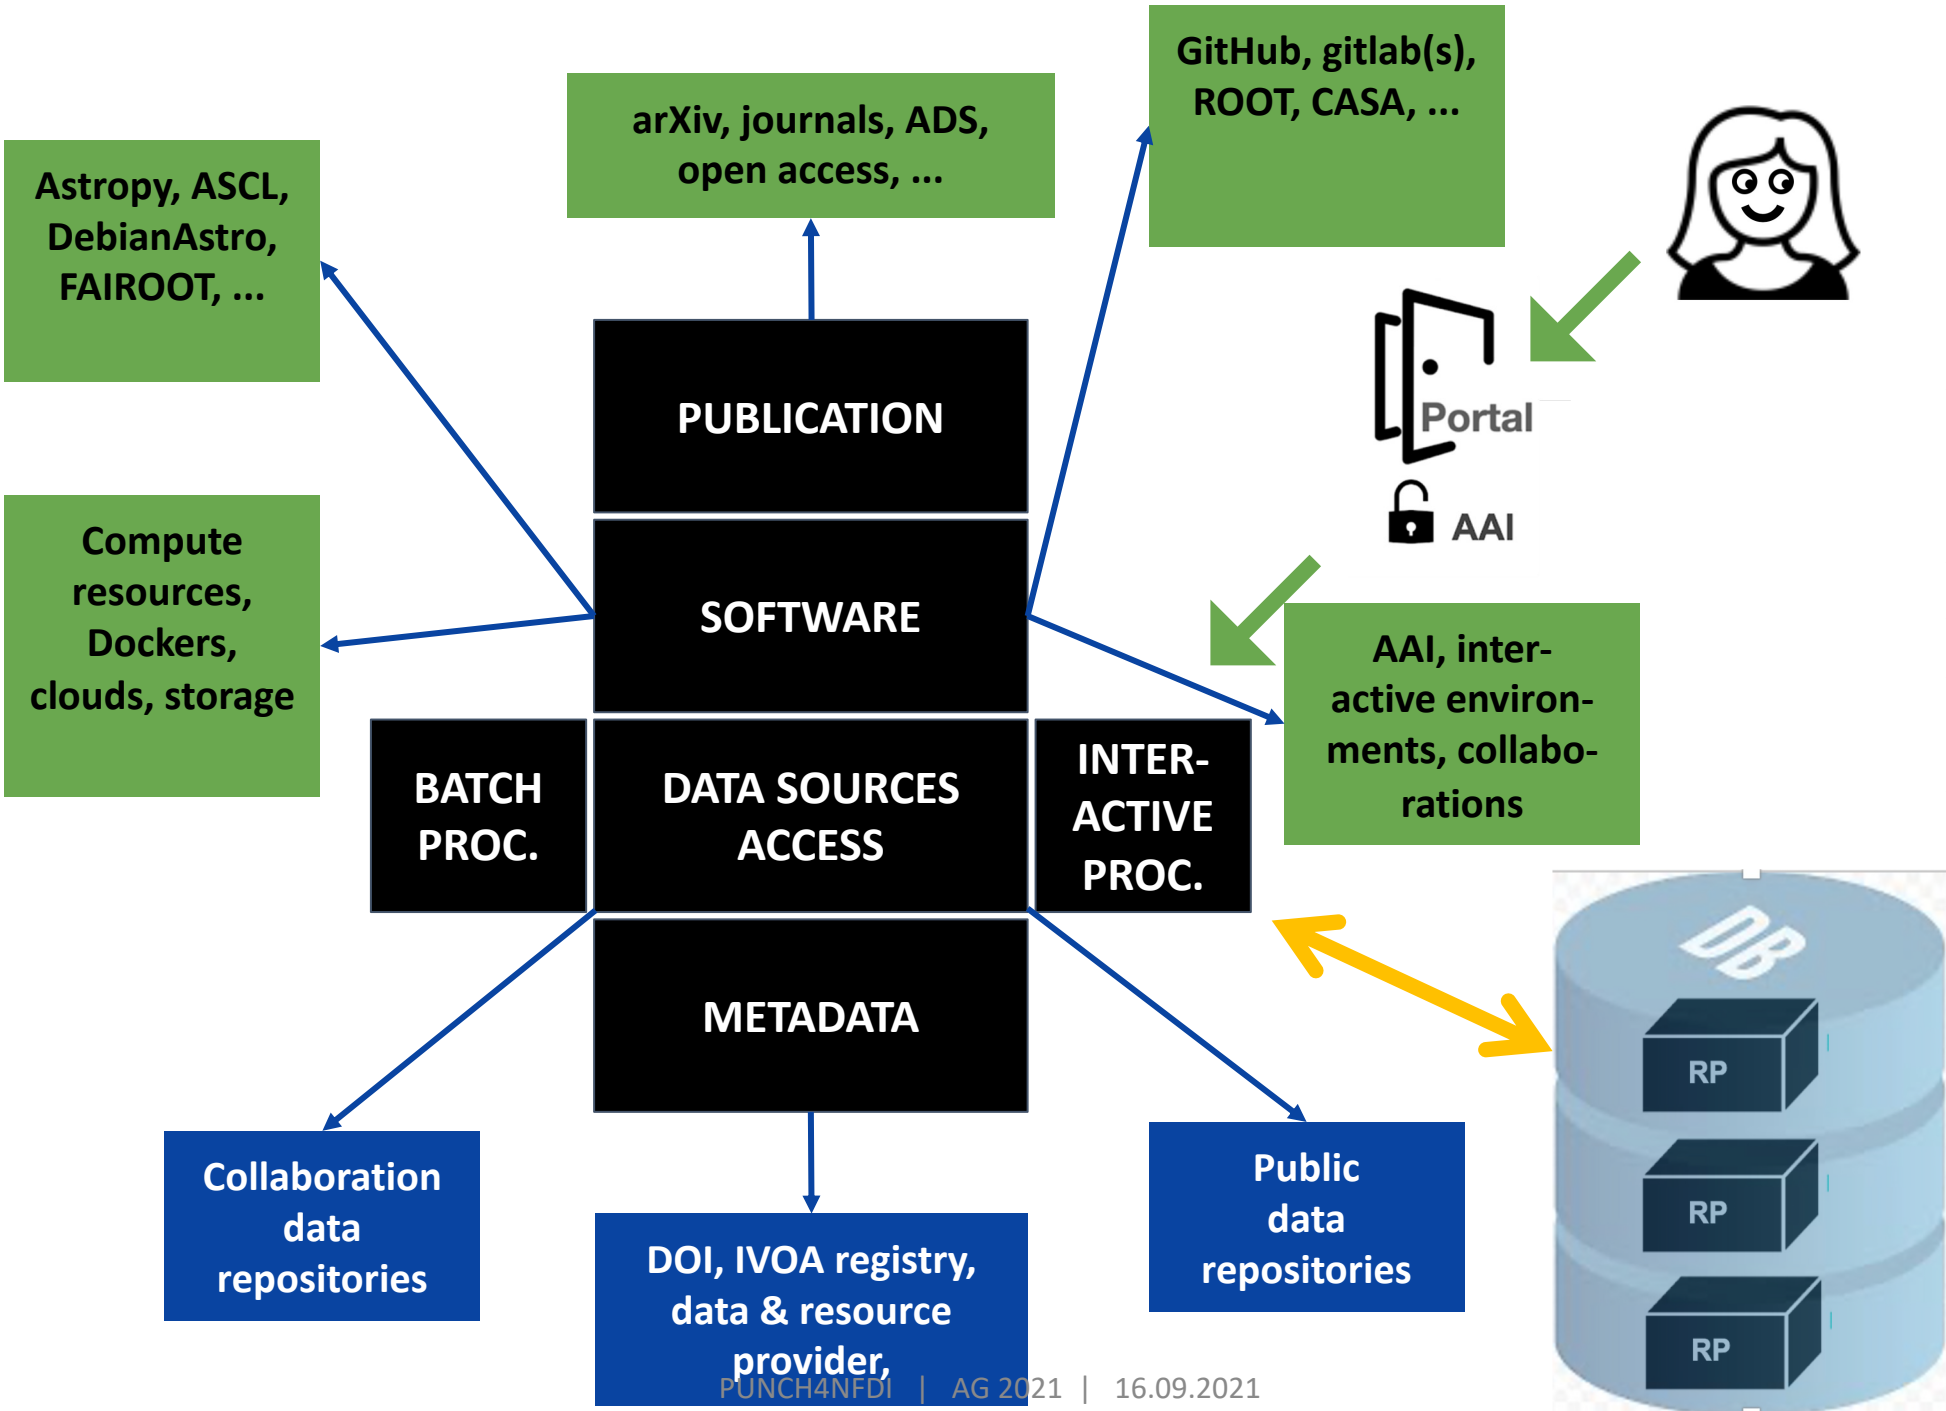 GitHub, gitlab(s),
ROOT, CASA, ...
arXiv, journals, ADS,
open access, ...
Astropy, ASCL,
DebianAstro,
FAIROOT, ...
PUBLICATION
Portal
AAI
Compute
resources,
Dockers,
clouds, storage
SOFTWARE
AAI, inter-
active environ-
ments, collabo-
rations
BATCH
PROC.
DATA SOURCES
ACCESS
INTER-
ACTIVE
PROC.
METADATA
DB
RP
RP
RP
Collaboration
data
repositories
DOI, IVOA registry,
data & resource
provider,
Public
data
repositories
PUNCH4NFDI | AG 2021 | 16.09.2021